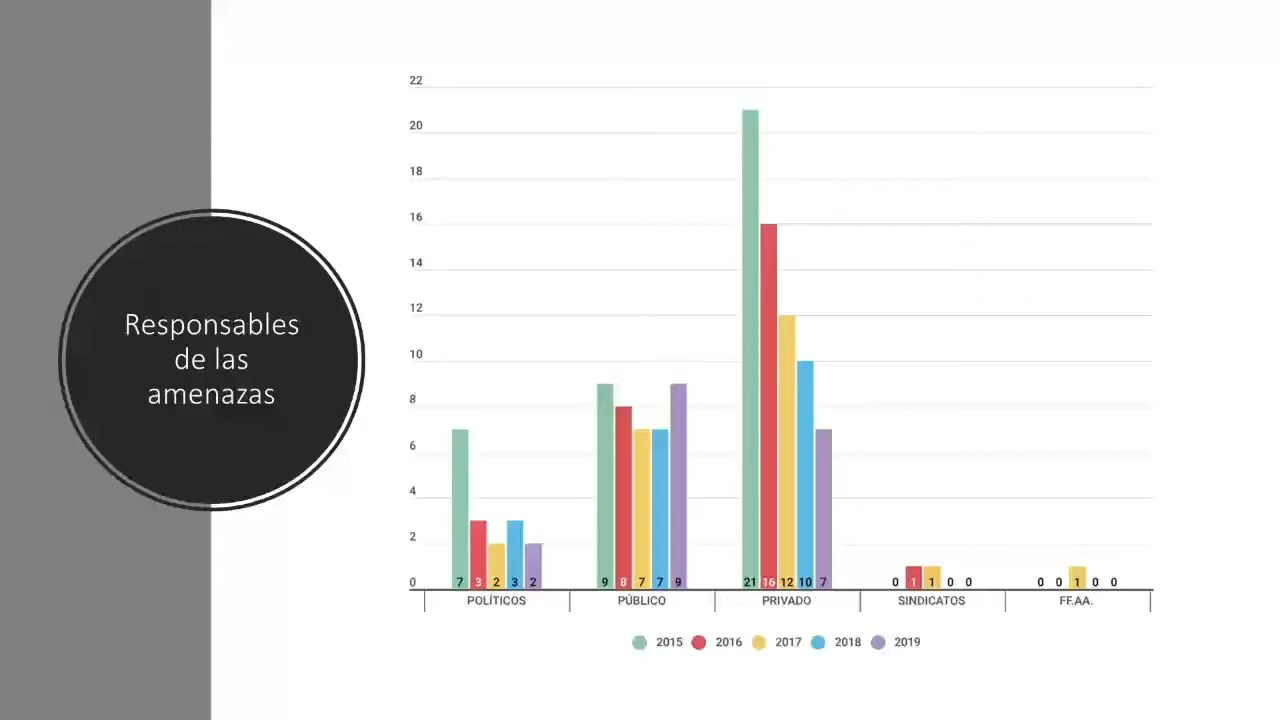 Responsables
de las
amenazas
22
20
18
16
14
12
10
8
6
4
2
0
7 3 2 3 2 9 8 7 7 9 21 16 12 10 7 0 1 1 0 0 0 0 1 0 0
POLÍTICOS PÚBLICO PRIVADO SINDICATOS FF.AA.
2015 2016 2017 2018 2019